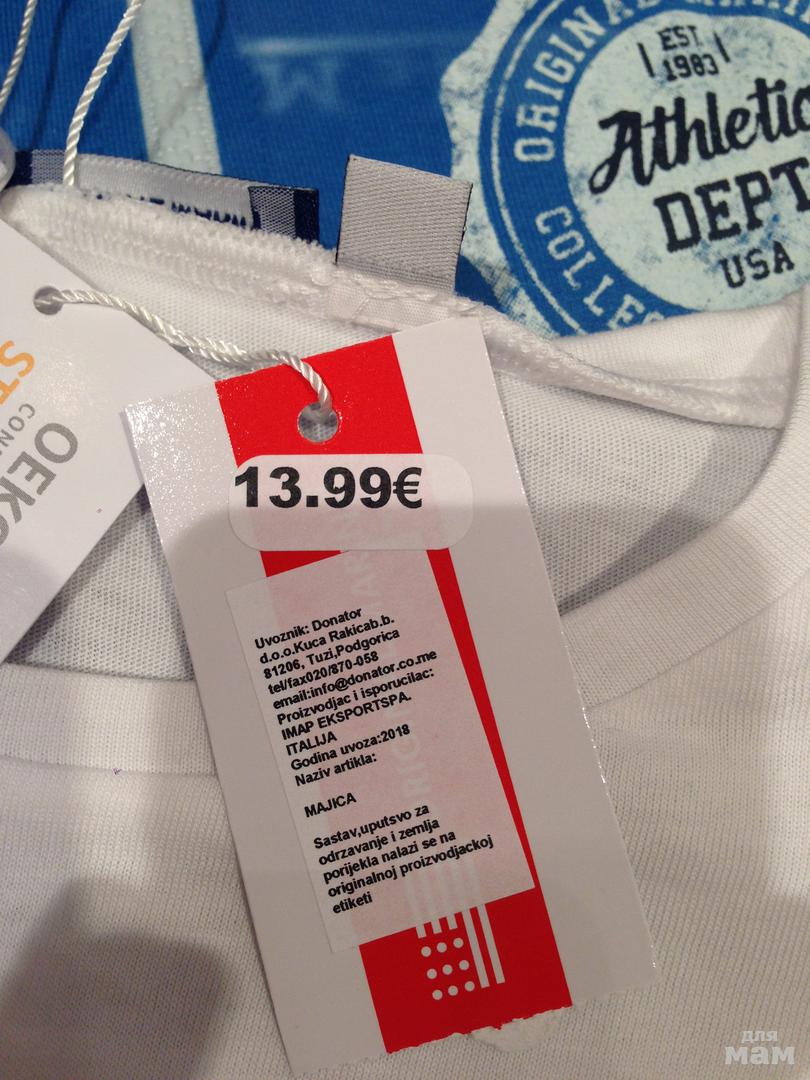 EST.
1983
ORIGINAL
Athletic
DEPT
USA
OEKO
13.99€
Uvoznik: Donator
d.o.o.Kuca Rakicab.b.
81206, Tuzi,Podgorica
tel/fax020/870-058
email:info@donator.co.me
Proizvodjac i isporucilac:
IMAP EKSPORTSPA.
ITALIJA
Godina uvoza:2018
Naziv artikla:
MAJICA
Sastav,uputsvo za
odrzavanje i zemlja
porijekla nalazi se na
originalnoj proizvodjackoj
etiketi
для
мам